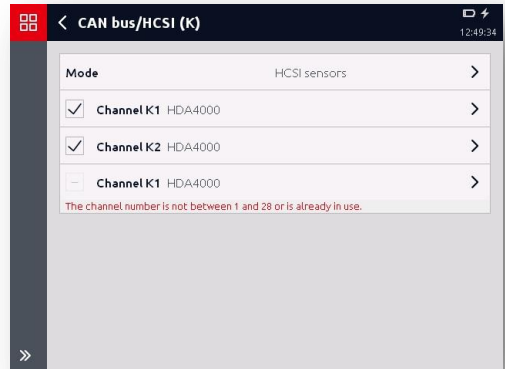 CAN bus/HCSI (K)
12:49:34
Mode HCSI sensors
Channel K1 HDA4000
Channel K2 HDA4000
Channel K1 HDA4000
The channel number is not between 1 and 28 or is already in use.